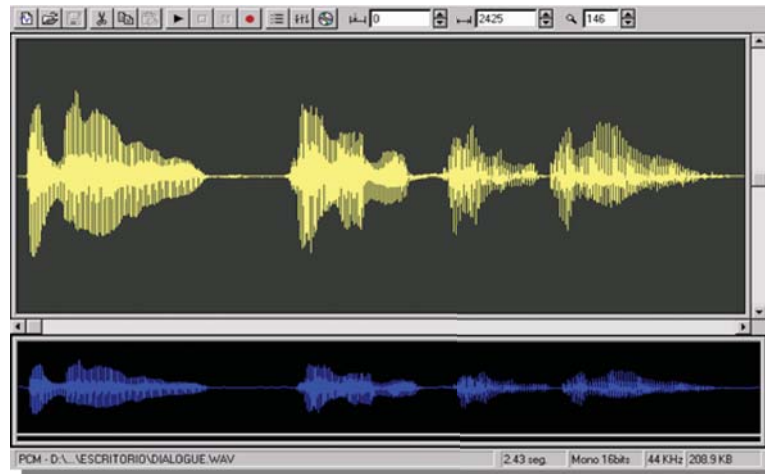 0 2425 146
PCM - D:\...\ESCRITORIO\DIALOGUE.WAV 2.43 seg. Mono 16bits 44 KHz 208.9 KB